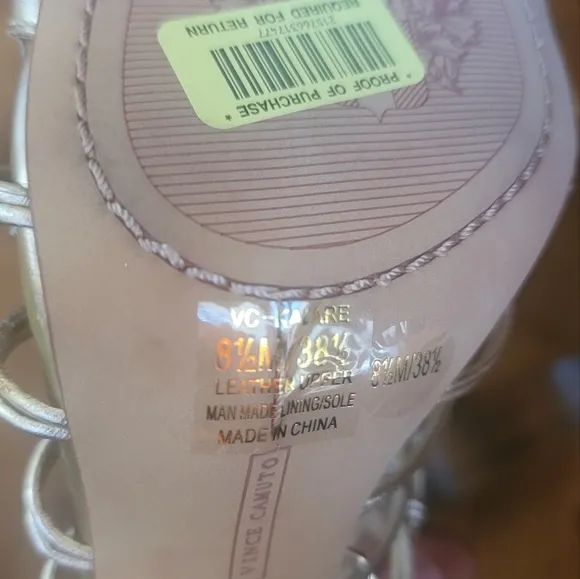 * PROOF OF PURCHASE *
REQUIRED FOR RETURN
8½M/38½
LEATHER UPPER
MAN MADE LINING/SOLE
MADE IN CHINA
8½M/38½
VINCE CAMUTO